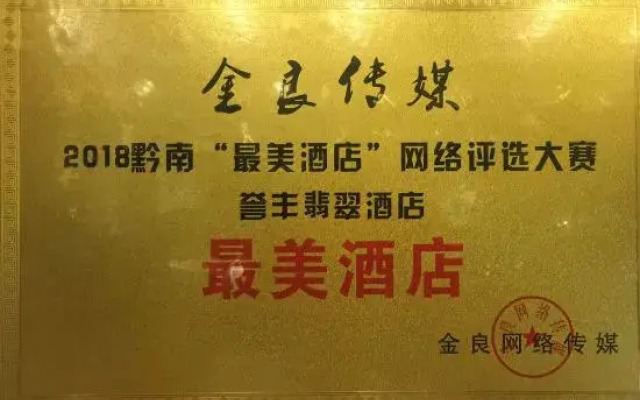 金良传媒
2018黔南“最美酒店”网络评选大赛
誉丰翡翠酒店
最美酒店
金良网络传媒